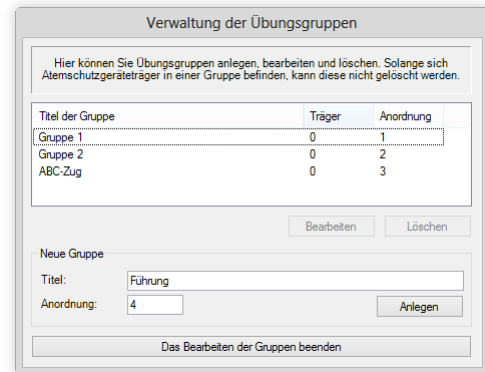 Verwaltung der Übungsgruppen
Hier können Sie Übungsgruppen anlegen, bearbeiten und löschen. Solange sich
Atemschutzgeräteträger in einer Gruppe befinden, kann diese nicht gelöscht werden.
Titel der Gruppe Träger Anordnung
Gruppe 1 0 1
Gruppe 2 0 2
ABC-Zug 0 3
Bearbeiten Löschen
Neue Gruppe
Titel: Führung
Anordnung: 4 Anlegen
Das Bearbeiten der Gruppen beenden